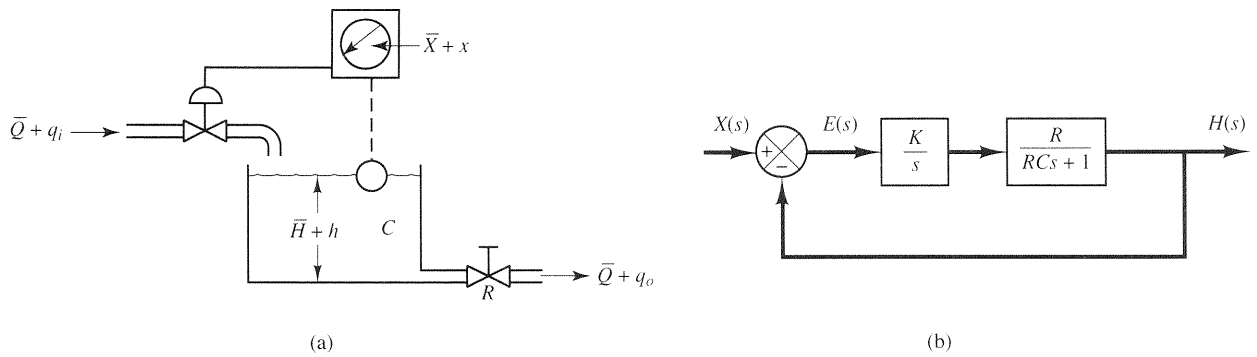 X̅ + x
Q̅ + qᵢ
H̅ + h
C
R
Q̅ + qₒ
(a)
X(s)
+
−
E(s)
K
s
R
RCs + 1
H(s)
(b)